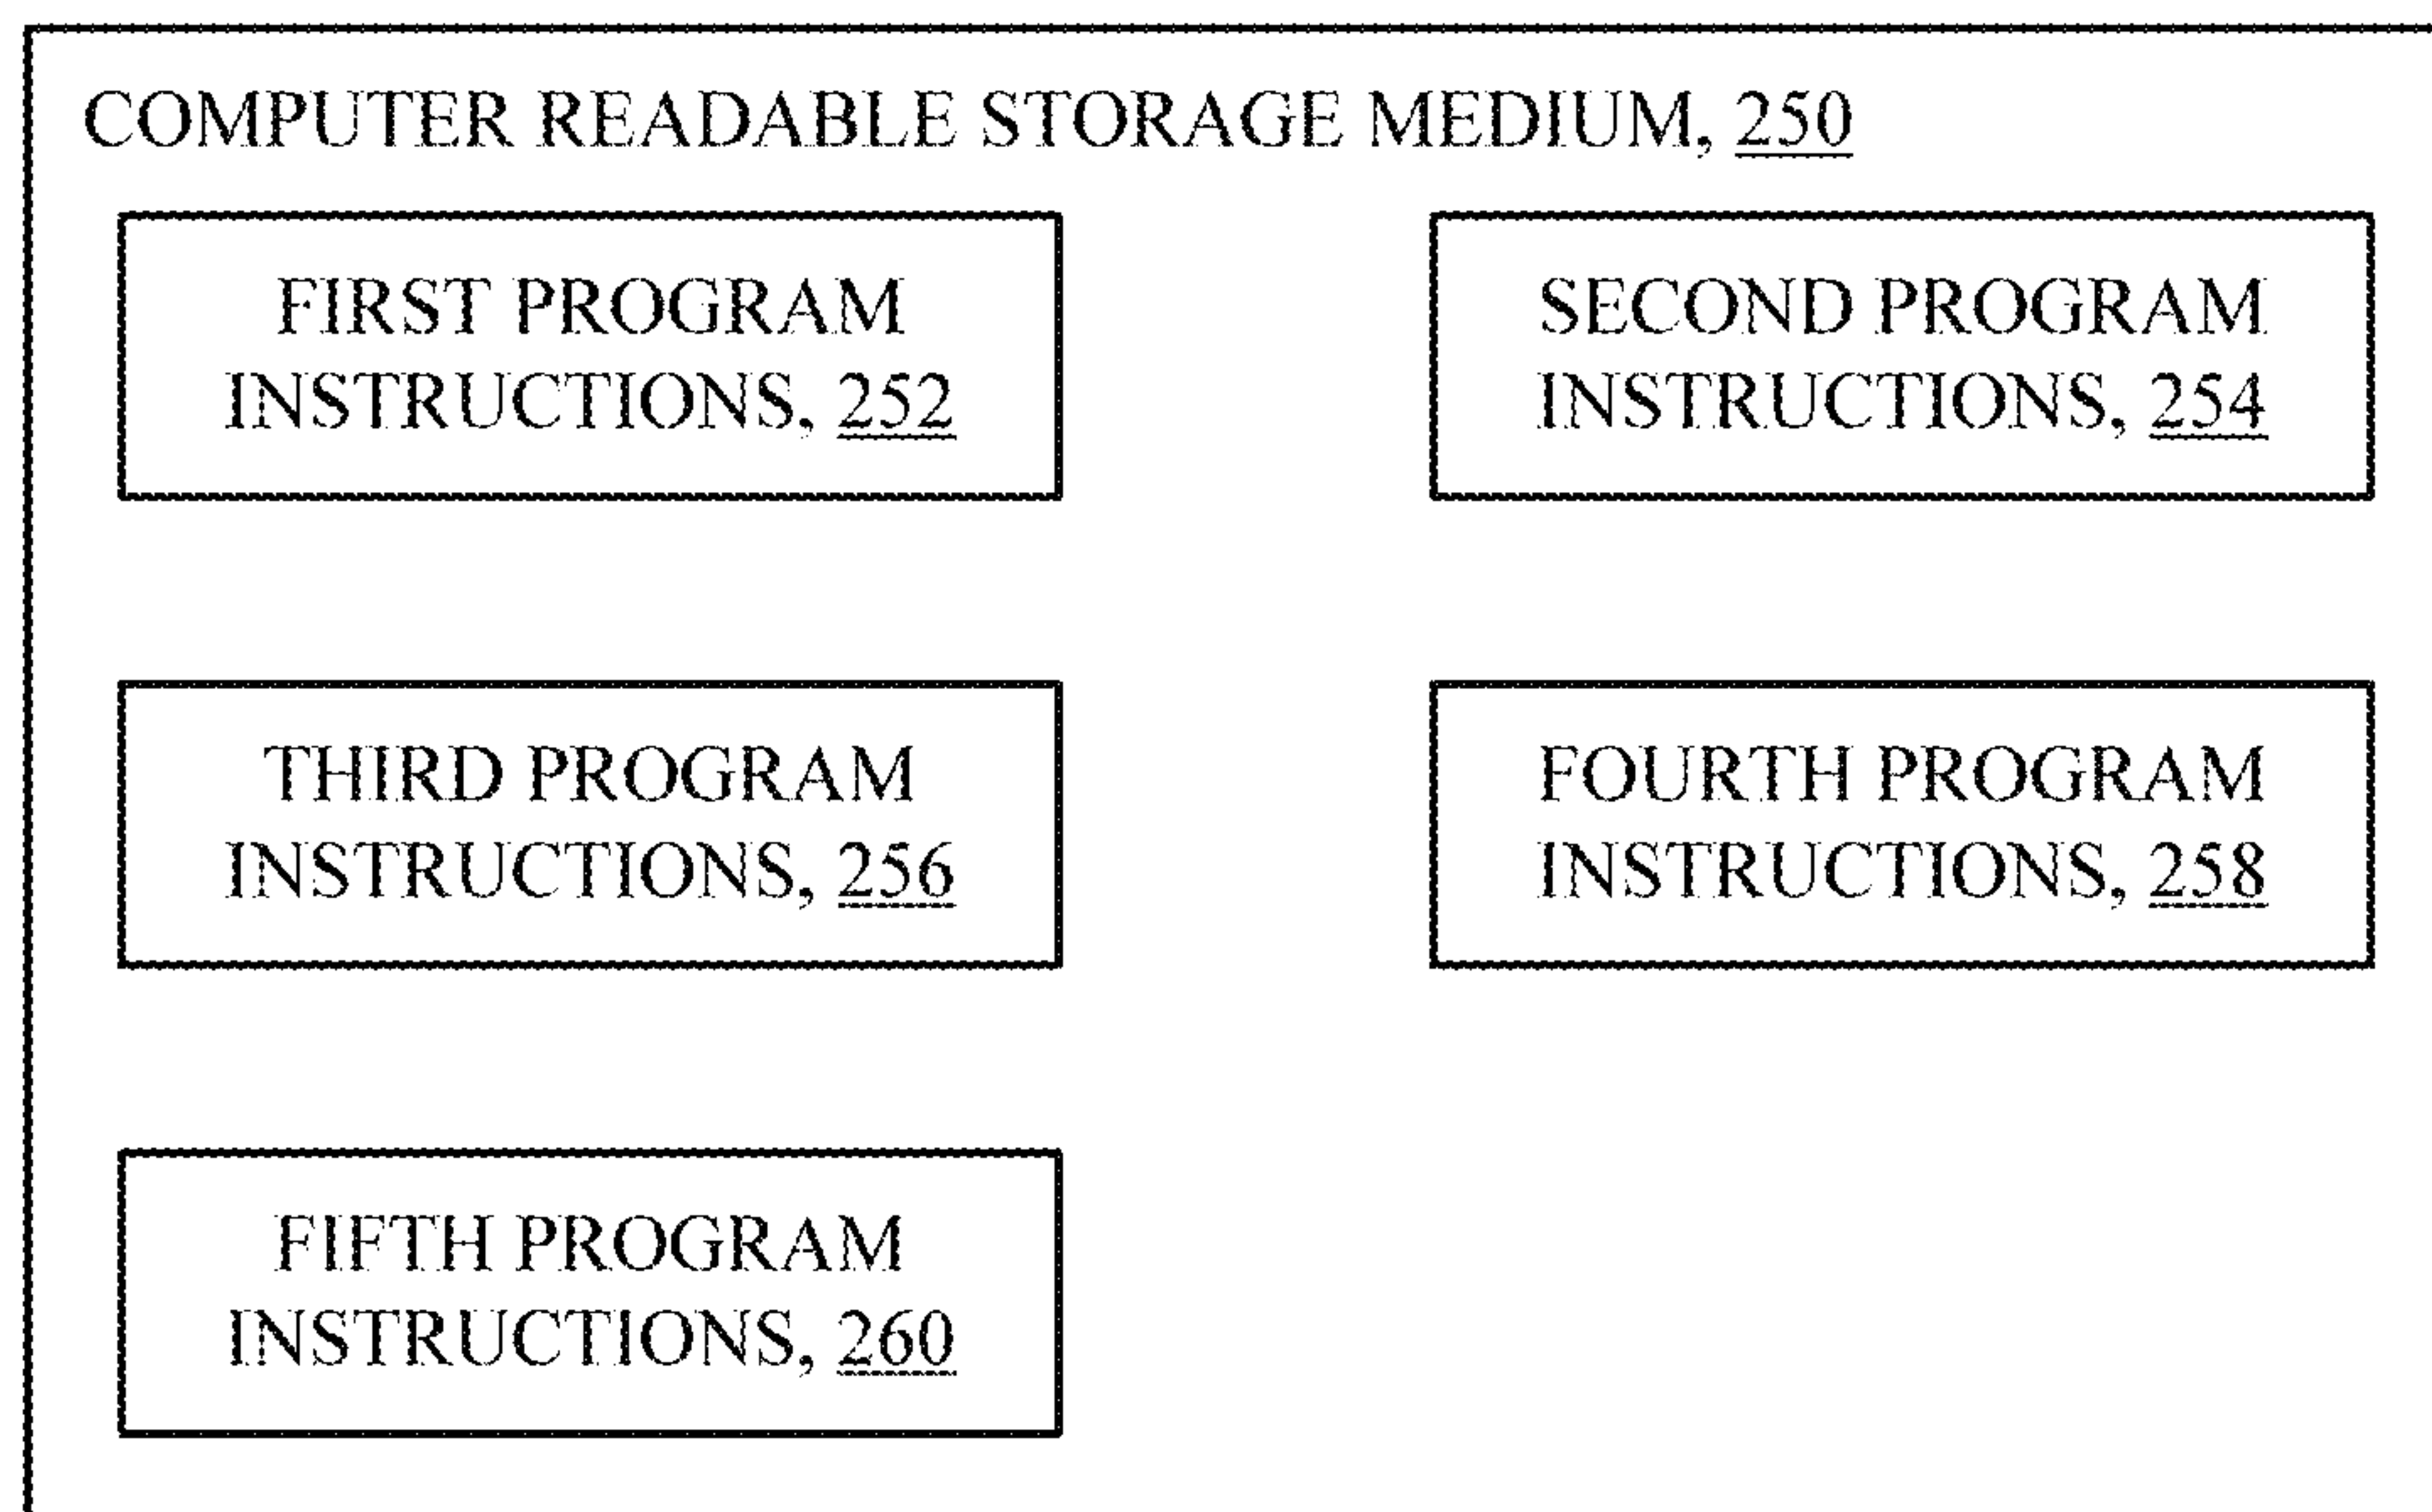 COMPUTER READABLE STORAGE MEDIUM, 250
FIRST PROGRAM
INSTRUCTIONS, 252
SECOND PROGRAM
INSTRUCTIONS, 254
THIRD PROGRAM
INSTRUCTIONS, 256
FOURTH PROGRAM
INSTRUCTIONS, 258
FIFTH PROGRAM
INSTRUCTIONS, 260